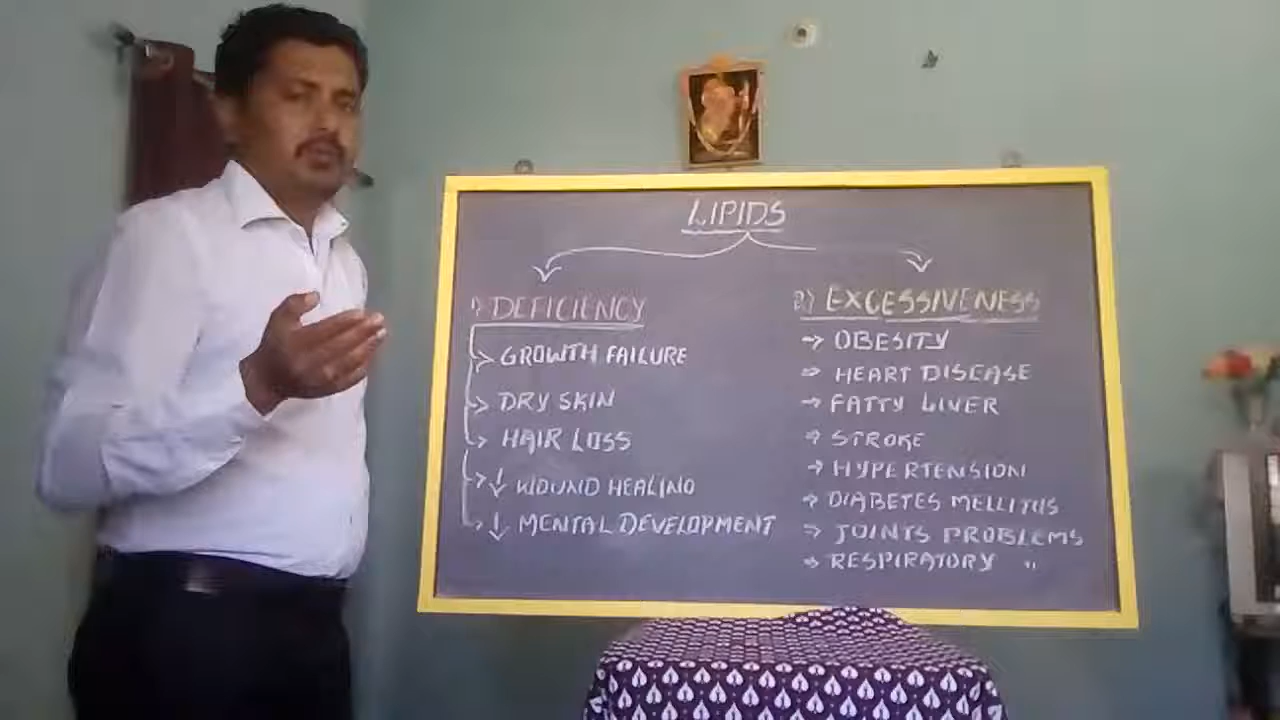 LIPIDS
1) DEFICIENCY
→ GROWTH FAILURE
→ DRY SKIN
→ HAIR LOSS
→ ↓ WOUND HEALING
→ ↓ MENTAL DEVELOPMENT
2) EXCESSIVENESS
→ OBESITY
→ HEART DISEASE
→ FATTY LIVER
→ STROKE
→ HYPERTENSION
→ DIABETES MELLITUS
→ JOINTS PROBLEMS
→ RESPIRATORY "